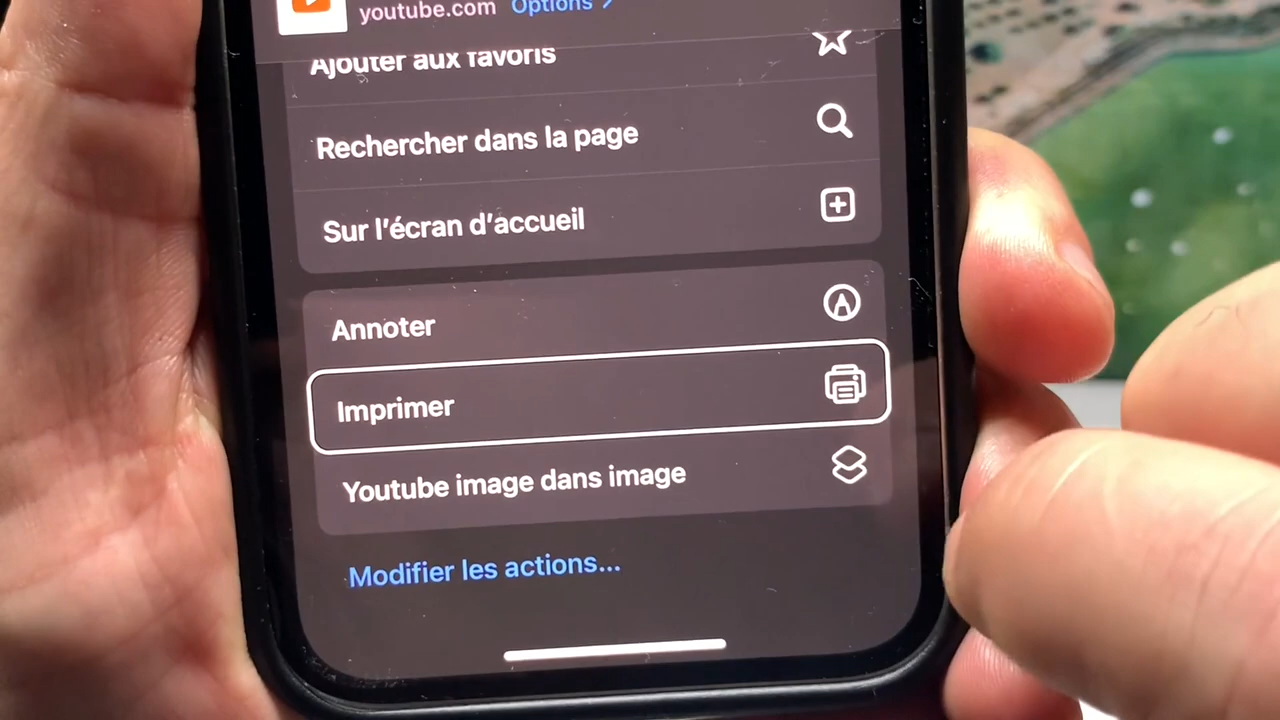 youtube.com Options >
Ajouter aux favoris
Rechercher dans la page
Sur l'écran d'accueil
Annoter
Imprimer
Youtube image dans image
Modifier les actions...